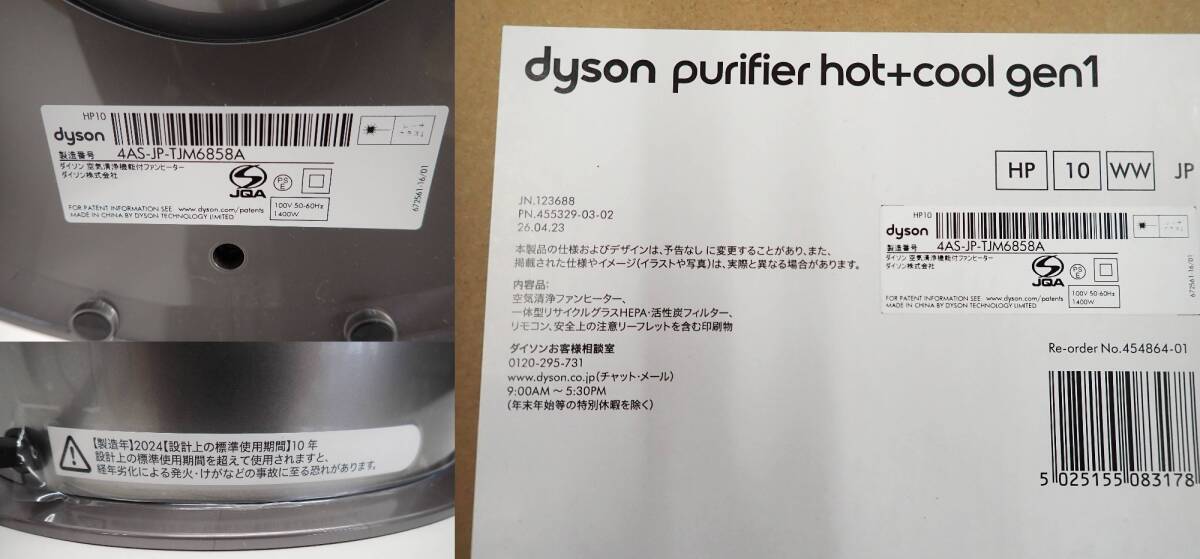 HP10
dyson
製造番号 4AS-JP-TJM6858A
ダイソン 空気清浄機能付ファンヒーター
ダイソン株式会社
JQA
PS
E
100V 50-60Hz
1400W
FOR PATENT INFORMATION SEE www.dyson.com/patents
MADE IN CHINA BY DYSON TECHNOLOGY LIMITED
672561-16/01
【製造年】2024【設計上の標準使用期間】10年
設計上の標準使用期間を超えて使用されますと、
経年劣化による発火・けがなどの事故に至る恐れがあります。
dyson purifier hot+cool gen1
HP 10 WW JP
JN.123688
PN.455329-03-02
26.04.23
本製品の仕様およびデザインは、予告なしに変更することがあり、また、
掲載された仕様やイメージ(イラストや写真)は、実際と異なる場合があります。
内容品:
空気清浄ファンヒーター、
一体型リサイクルグラスHEPA・活性炭フィルター、
リモコン、安全上の注意リーフレットを含む印刷物
ダイソンお客様相談室
0120-295-731
www.dyson.co.jp(チャット・メール)
9:00AM ~ 5:30PM
(年末年始等の特別休暇を除く)
HP10
dyson
製造番号 4AS-JP-TJM6858A
ダイソン 空気清浄機能付ファンヒーター
ダイソン株式会社
JQA
PS
E
100V 50-60Hz
1400W
FOR PATENT INFORMATION SEE www.dyson.com/patents
MADE IN CHINA BY DYSON TECHNOLOGY LIMITED
672561-16/01
Re-order No.454864-01
5 025155 083178